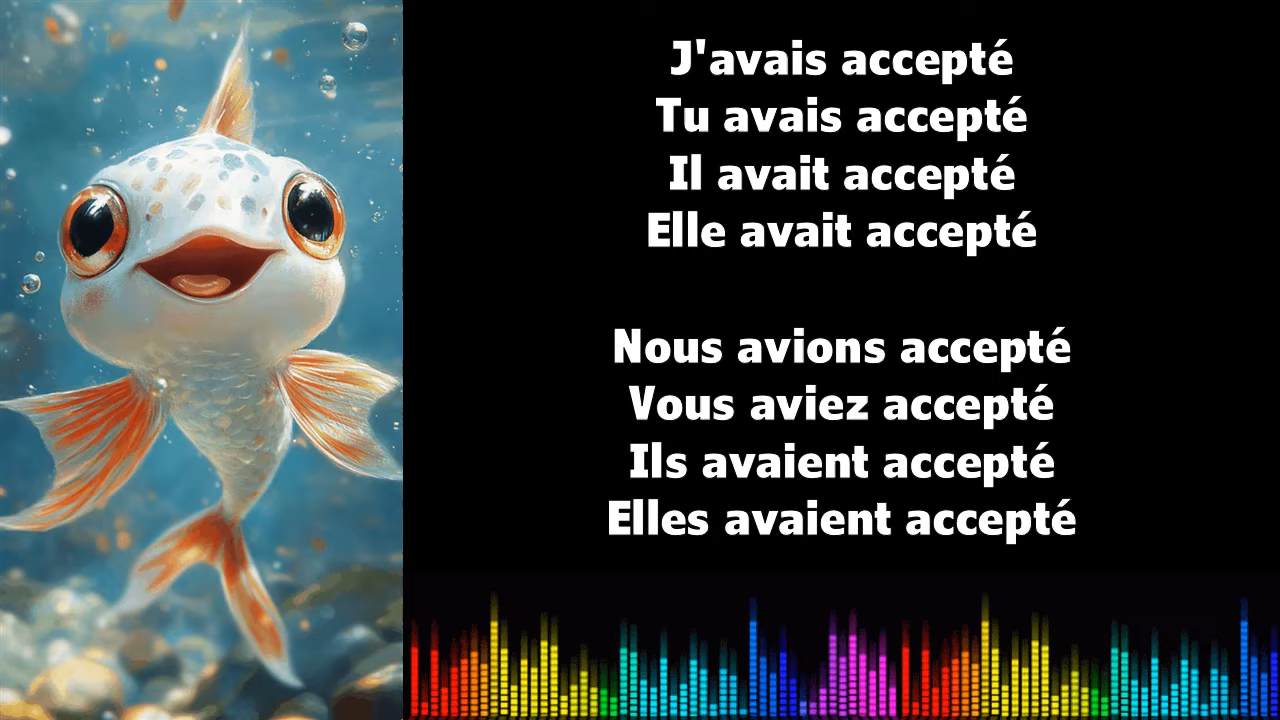 J'avais accepté
Tu avais accepté
Il avait accepté
Elle avait accepté
Nous avions accepté
Vous aviez accepté
Ils avaient accepté
Elles avaient accepté